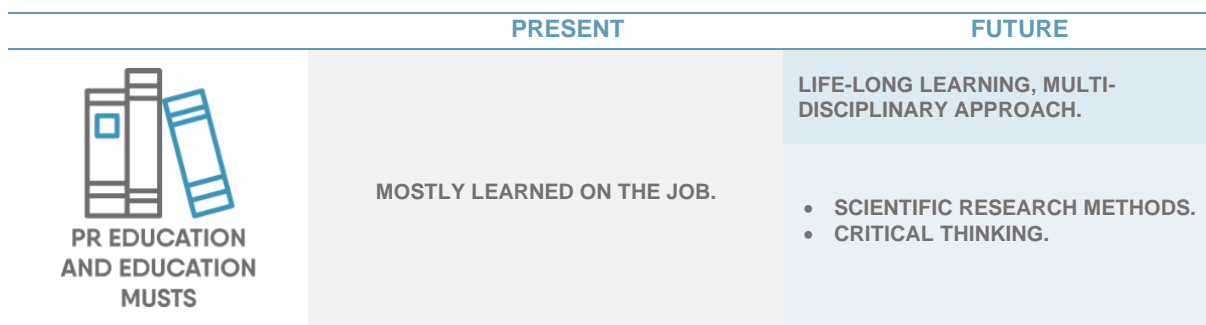 PRESENT
FUTURE
PR EDUCATION
AND EDUCATION
MUSTS
MOSTLY LEARNED ON THE JOB.
LIFE-LONG LEARNING, MULTI-
DISCIPLINARY APPROACH.
• SCIENTIFIC RESEARCH METHODS.
• CRITICAL THINKING.